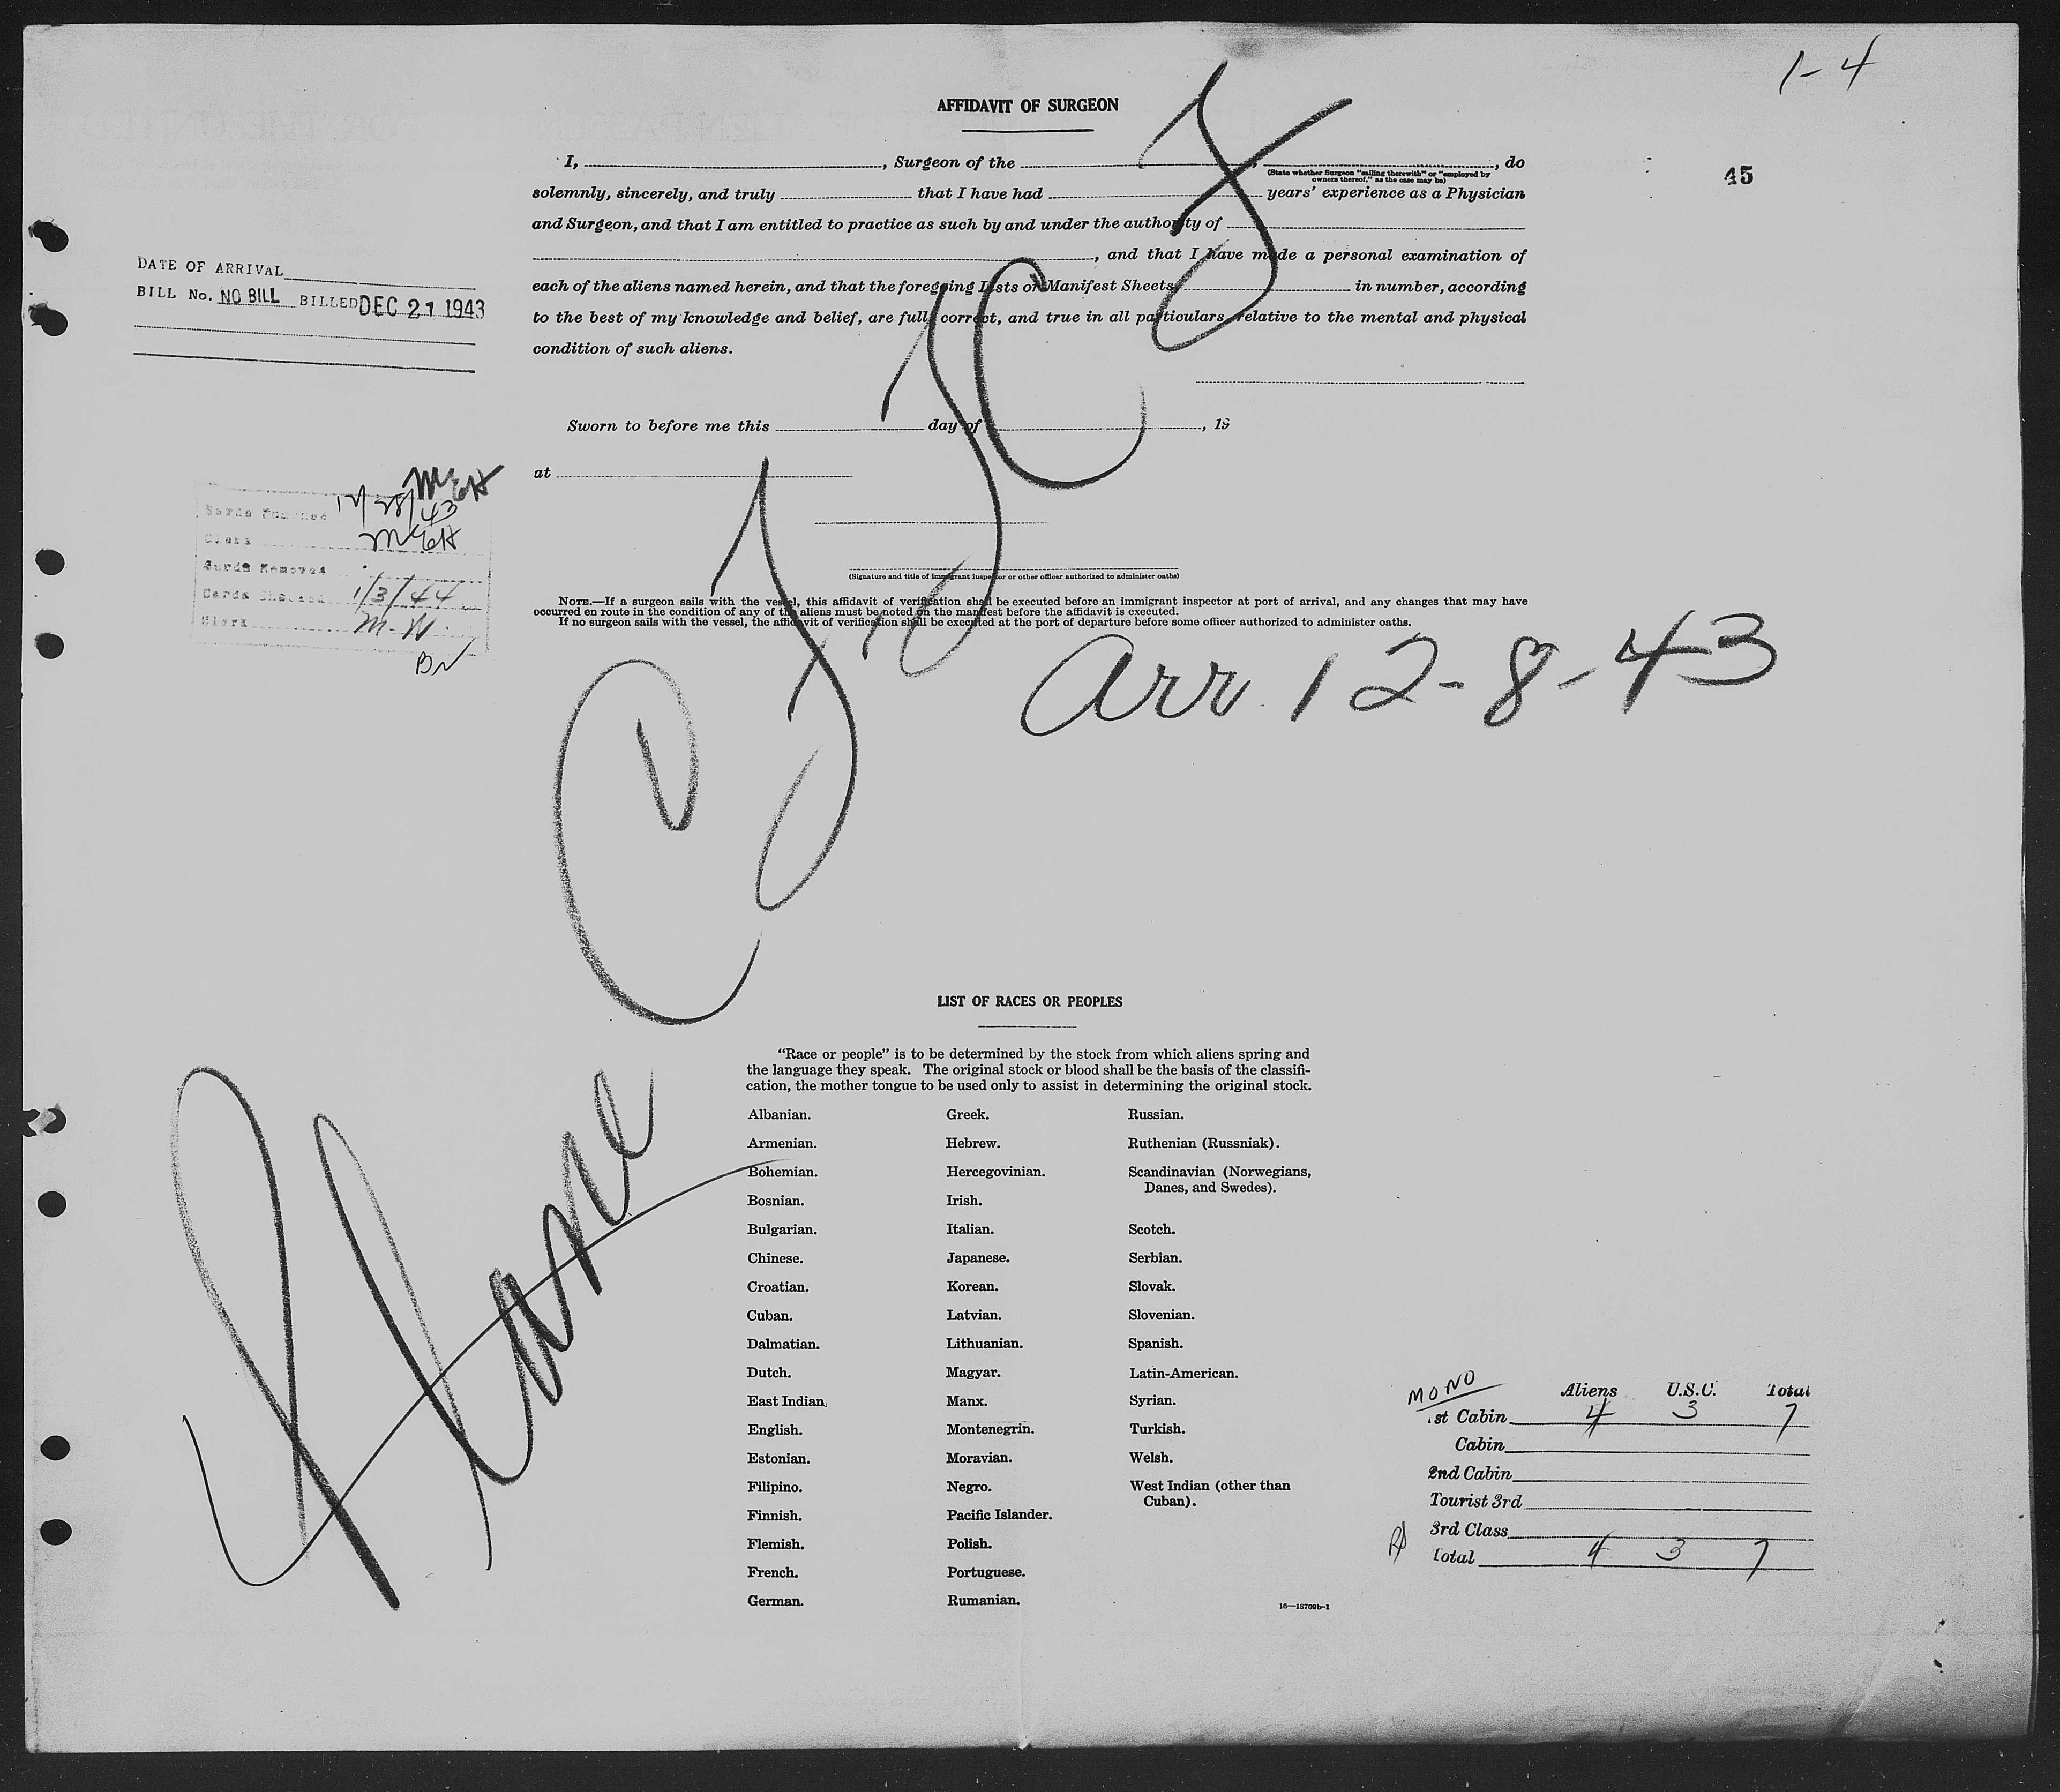 1-4
45
AFFIDAVIT OF SURGEON
I, , Surgeon of the , , do
(State whether Surgeon "sailing therewith" or "employed by
owners thereof," as the case may be)
solemnly, sincerely, and truly that I have had years' experience as a Physician
and Surgeon, and that I am entitled to practice as such by and under the authority of
, and that I have made a personal examination of
each of the aliens named herein, and that the foregoing Lists or Manifest Sheets, in number, according
to the best of my knowledge and belief, are full, correct, and true in all particulars, relative to the mental and physical
condition of such aliens.
Sworn to before me this day of , 19
at
(Signature and title of immigrant inspector or other officer authorized to administer oaths)
NOTE.—If a surgeon sails with the vessel, this affidavit of verification shall be executed before an immigrant inspector at port of arrival, and any changes that may have
occurred en route in the condition of any of the aliens must be noted on the manifest before the affidavit is executed.
If no surgeon sails with the vessel, the affidavit of verification shall be executed at the port of departure before some officer authorized to administer oaths.
DATE OF ARRIVAL
BILL No. NO BILL BILLED DEC 21 1943
12/28/43
Clerk
Cards Removed
Cards 1/3/44
Clerk M.W.
Arr. 12-8-43
Plane
LIST OF RACES OR PEOPLES
"Race or people" is to be determined by the stock from which aliens spring and
the language they speak. The original stock or blood shall be the basis of the classifi-
cation, the mother tongue to be used only to assist in determining the original stock.
Albanian.
Armenian.
Bohemian.
Bosnian.
Bulgarian.
Chinese.
Croatian.
Cuban.
Dalmatian.
Dutch.
East Indian.
English.
Estonian.
Filipino.
Finnish.
Flemish.
French.
German.
Greek.
Hebrew.
Hercegovinian.
Irish.
Italian.
Japanese.
Korean.
Latvian.
Lithuanian.
Magyar.
Manx.
Montenegrin.
Moravian.
Negro.
Pacific Islander.
Polish.
Portuguese.
Rumanian.
Russian.
Ruthenian (Russniak).
Scandinavian (Norwegians,
Danes, and Swedes).
Scotch.
Serbian.
Slovak.
Slovenian.
Spanish.
Latin-American.
Syrian.
Turkish.
Welsh.
West Indian (other than
Cuban).
16—18709b-1
MONO
Aliens U.S.C. Total
1st Cabin 4 3 7
Cabin
2nd Cabin
Tourist 3rd
3rd Class
Total 4 3 7